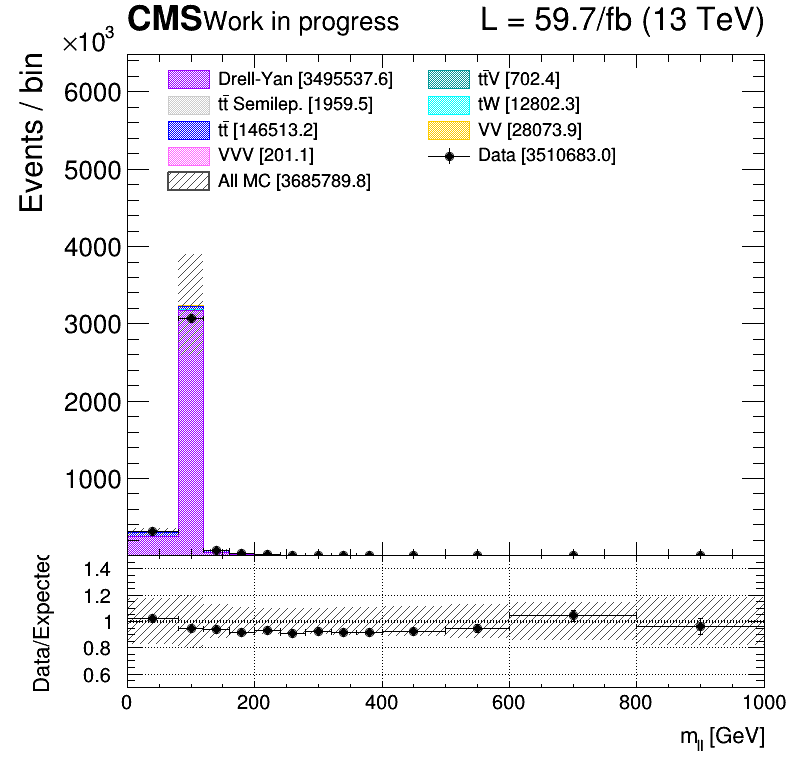 CMS Work in progress L = 59.7/fb (13 TeV)
×10³
Events / bin
Drell-Yan [3495537.6]
tt̄ Semilep. [1959.5]
tt̄ [146513.2]
VVV [201.1]
All MC [3685789.8]
tt̄V [702.4]
tW [12802.3]
VV [28073.9]
Data [3510683.0]
6000
5000
4000
3000
2000
1000
Data/Expected
1.4
1.2
1
0.8
0.6
0 200 400 600 800 1000
m_ll [GeV]